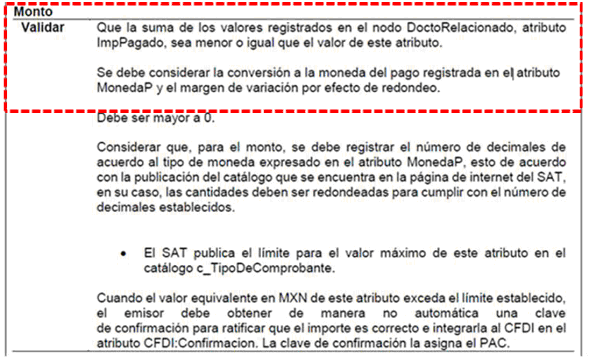 Monto
Validar Que la suma de los valores registrados en el nodo DoctoRelacionado, atributo
ImpPagado, sea menor o igual que el valor de este atributo.
Se debe considerar la conversión a la moneda del pago registrada en el atributo
MonedaP y el margen de variación por efecto de redondeo.
Debe ser mayor a 0.
Considerar que, para el monto, se debe registrar el número de decimales de
acuerdo al tipo de moneda expresado en el atributo MonedaP, esto de acuerdo
con la publicación del catálogo que se encuentra en la página de internet del SAT,
en su caso, las cantidades deben ser redondeadas para cumplir con el número de
decimales establecidos.
• El SAT publica el límite para el valor máximo de este atributo en el
catálogo c_TipoDeComprobante.
Cuando el valor equivalente en MXN de este atributo exceda el límite establecido,
el emisor debe obtener de manera no automática una clave
de confirmación para ratificar que el importe es correcto e integrarla al CFDI en el
atributo CFDI:Confirmacion. La clave de confirmación la asigna el PAC.